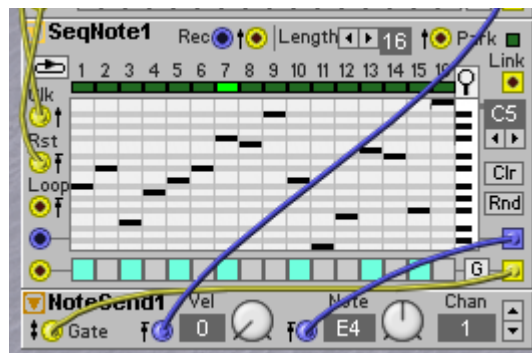 SeqNote1 Rec Length 16 Park
Link
1 2 3 4 5 6 7 8 9 10 11 12 13 14 15 16
Clk
C5
Rst
Clr
Loop
Rnd
G
NoteSend1 Vel Note Chan
Gate 0 E4 1